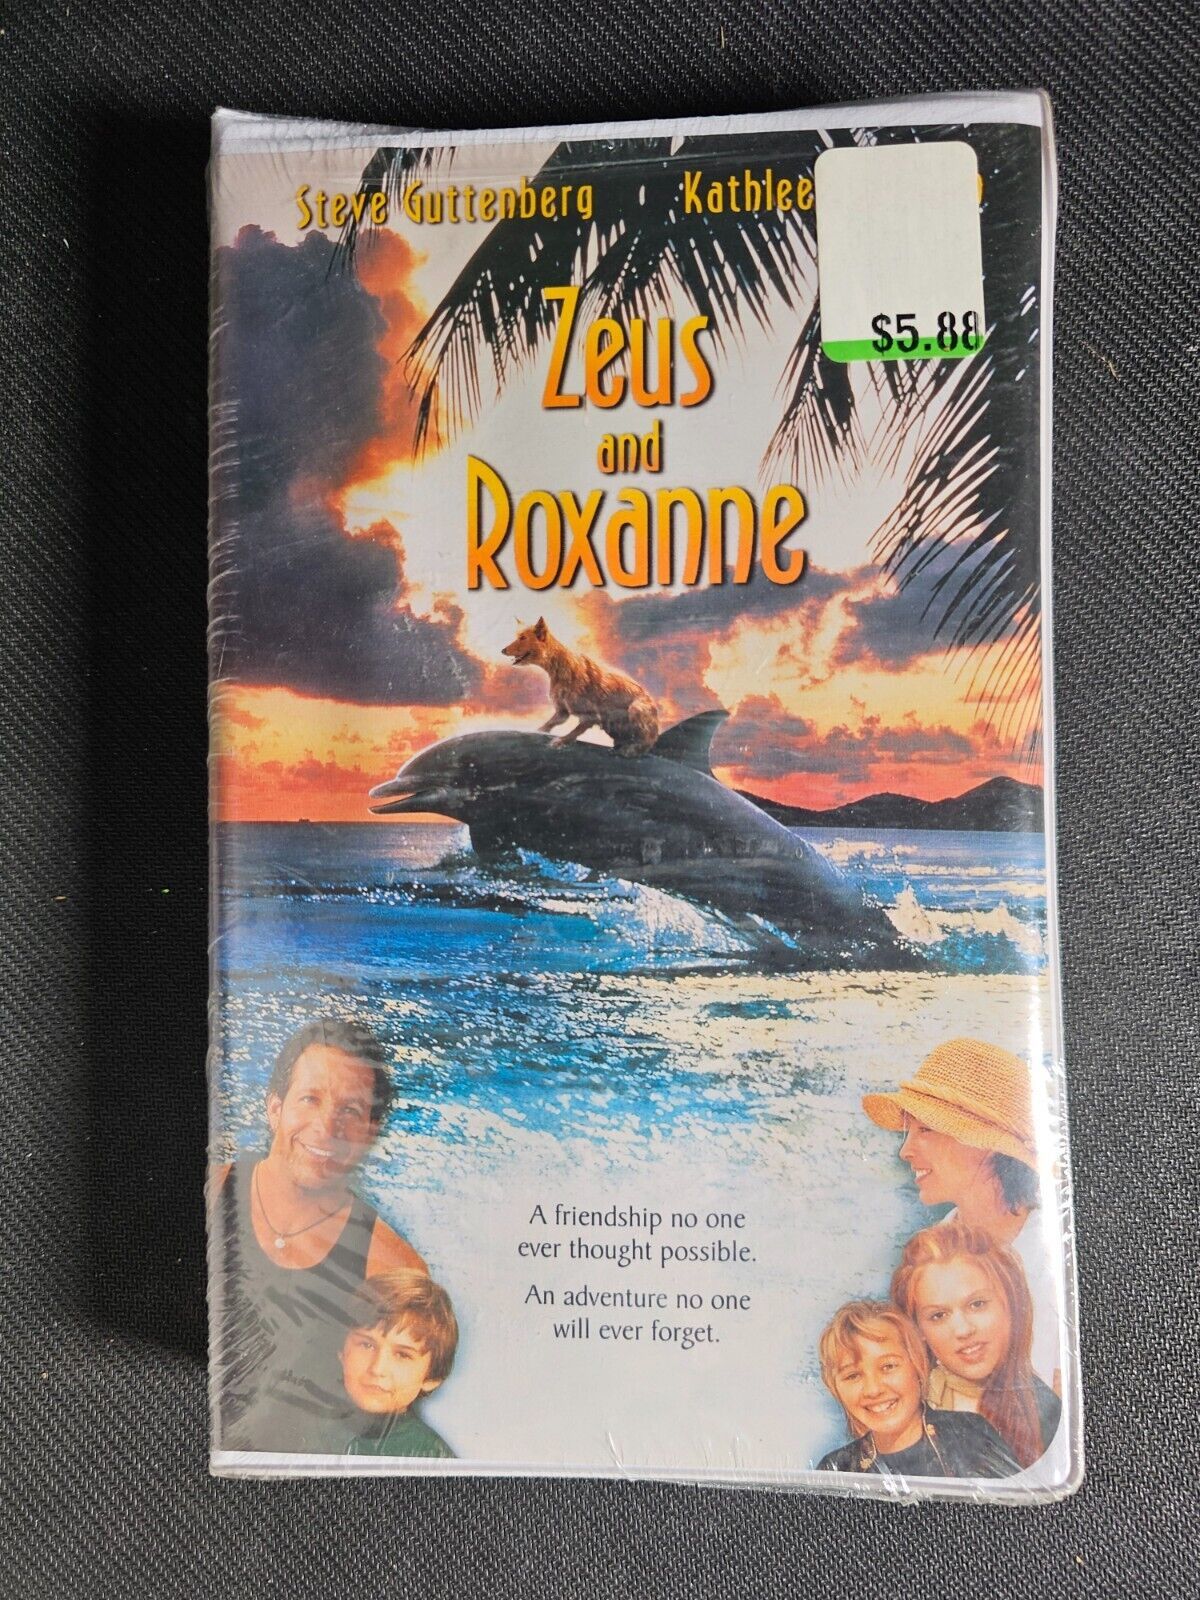 Steve Guttenberg Kathlee
$5.88
Zeus
and
Roxanne
A friendship no one
ever thought possible.
An adventure no one
will ever forget.